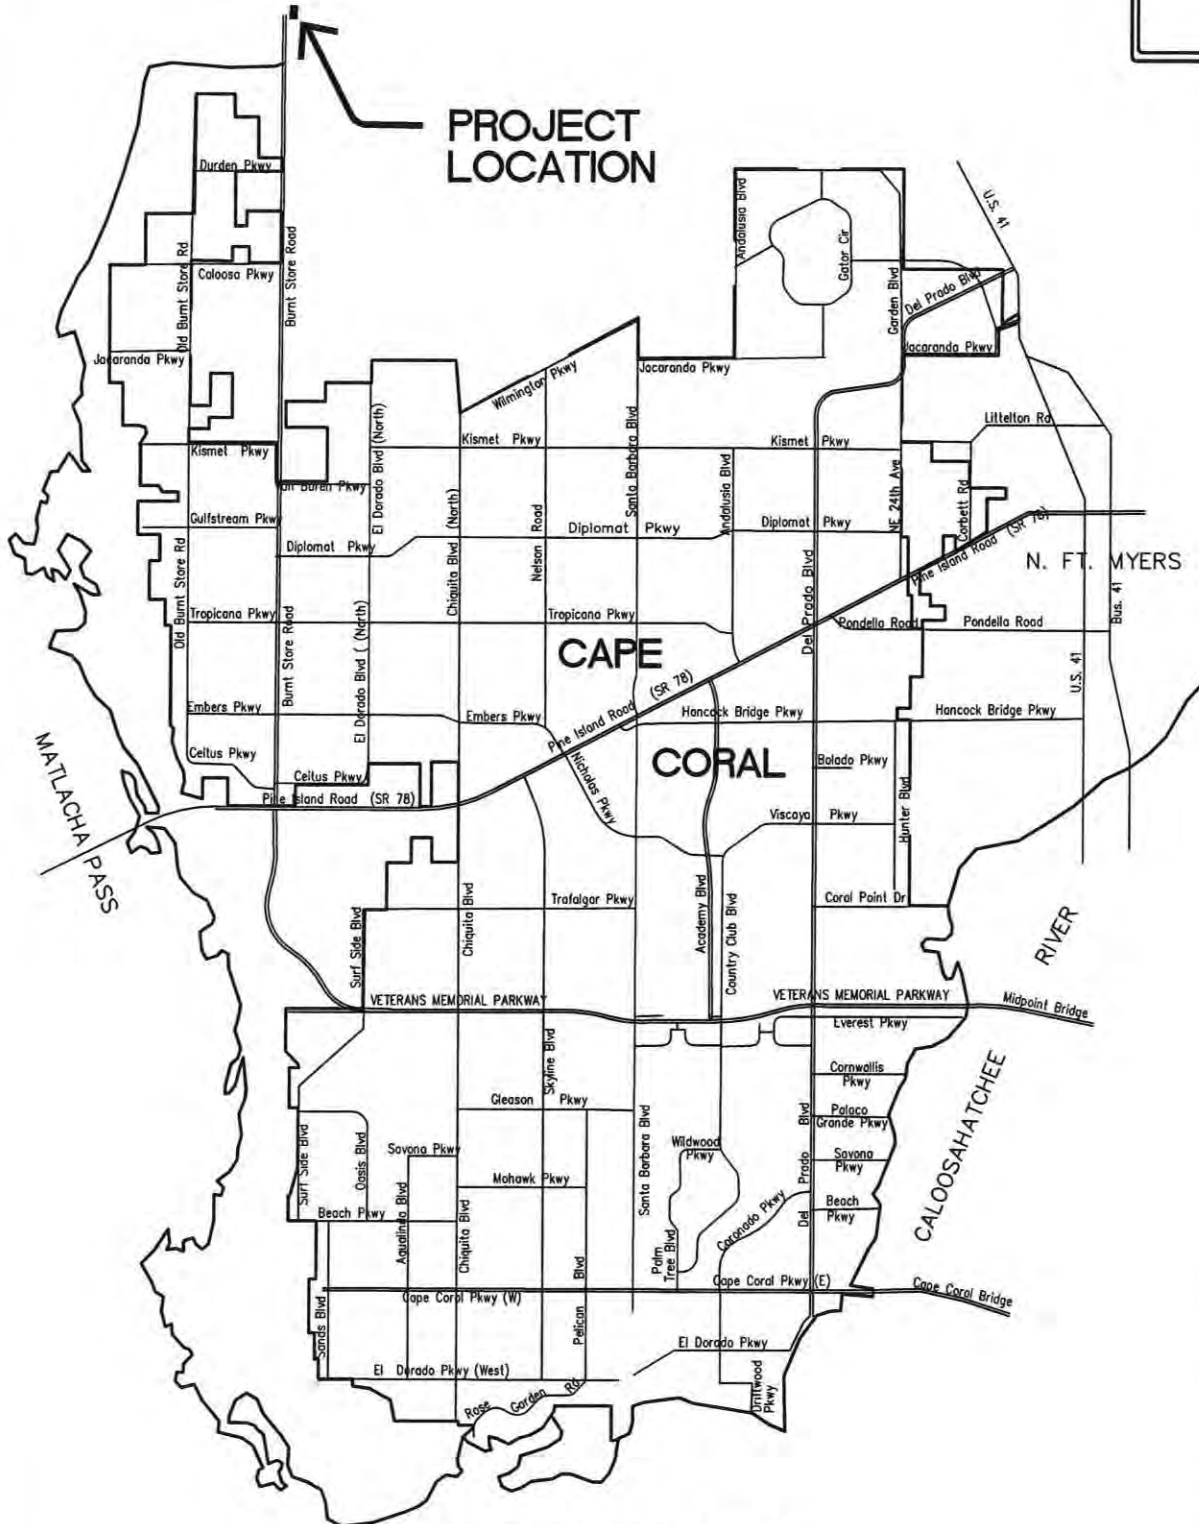 PROJECT
LOCATION
Durden Pkwy
Andalusia Blvd
U.S. 41
Old Burnt Store Rd
Burnt Store Road
Caloosa Pkwy
Gator Cir
Garden Blvd
Del Prado Blvd
Jacaranda Pkwy
Jacaranda Pkwy
Jacaranda Pkwy
Wilmington Pkwy
El Dorado Blvd (North)
Santa Barbara Blvd
Littelton Rd
Kismet Pkwy
Kismet Pkwy
Kismet Pkwy
Andalusia Blvd
NE 24th Ave
Corbett Rd
Buren Pkwy
Chiquita Blvd (North)
Nelson Road
Gulfstream Pkwy
Diplomat Pkwy
Diplomat Pkwy
Diplomat Pkwy
Pine Island Road (SR 78)
N. FT. MYERS
Old Burnt Store Rd
Burnt Store Road
El Dorado Blvd (North)
Del Prado Blvd
Bus. 41
Tropicana Pkwy
Tropicana Pkwy
Pondella Road
Pondella Road
CAPE
U.S. 41
Pine Island Road (SR 78)
Embers Pkwy
Embers Pkwy
Hancock Bridge Pkwy
Hancock Bridge Pkwy
MATLACHA PASS
Ceitus Pkwy
Ceitus Pkwy
Nicholas Pkwy
CORAL
Bolado Pkwy
Pine Island Road (SR 78)
Viscaya Pkwy
Hunter Blvd
Trafalgar Pkwy
Coral Point Dr
Surf Side Blvd
Chiquita Blvd
Academy Blvd
Country Club Blvd
RIVER
VETERANS MEMORIAL PARKWAY
VETERANS MEMORIAL PARKWAY
Midpoint Bridge
Everest Pkwy
Skyline Blvd
Cornwallis
Pkwy
Gleason Pkwy
Palaco
Grande Pkwy
CALOOSAHATCHEE
Surf Side Blvd
Oasis Blvd
Savona Pkwy
Santa Barbara Blvd
Wildwood
Pkwy
Savona
Pkwy
Mohawk Pkwy
Del Prado Blvd
Beach
Pkwy
Beach Pkwy
Aqualinda Blvd
Chiquita Blvd
Palm
Tree Blvd
Coronado Pkwy
Cape Coral Pkwy (W)
Cape Coral Pkwy (E)
Cape Coral Bridge
Sands Blvd
Pelican Blvd
El Dorado Pkwy
El Dorado Pkwy (West)
Rose Garden Rd
Driftwood
Pkwy